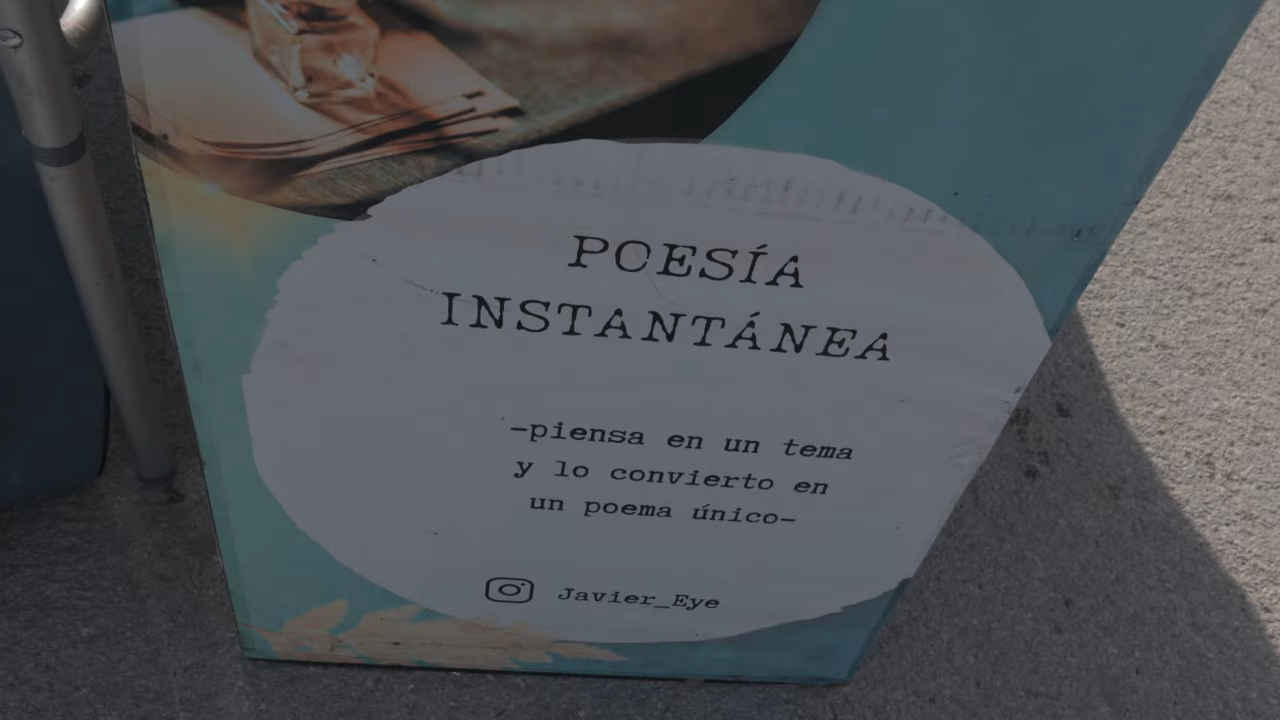 POESÍA
INSTANTÁNEA
-piensa en un tema
y lo convierto en
un poema único-
Javier_Eye